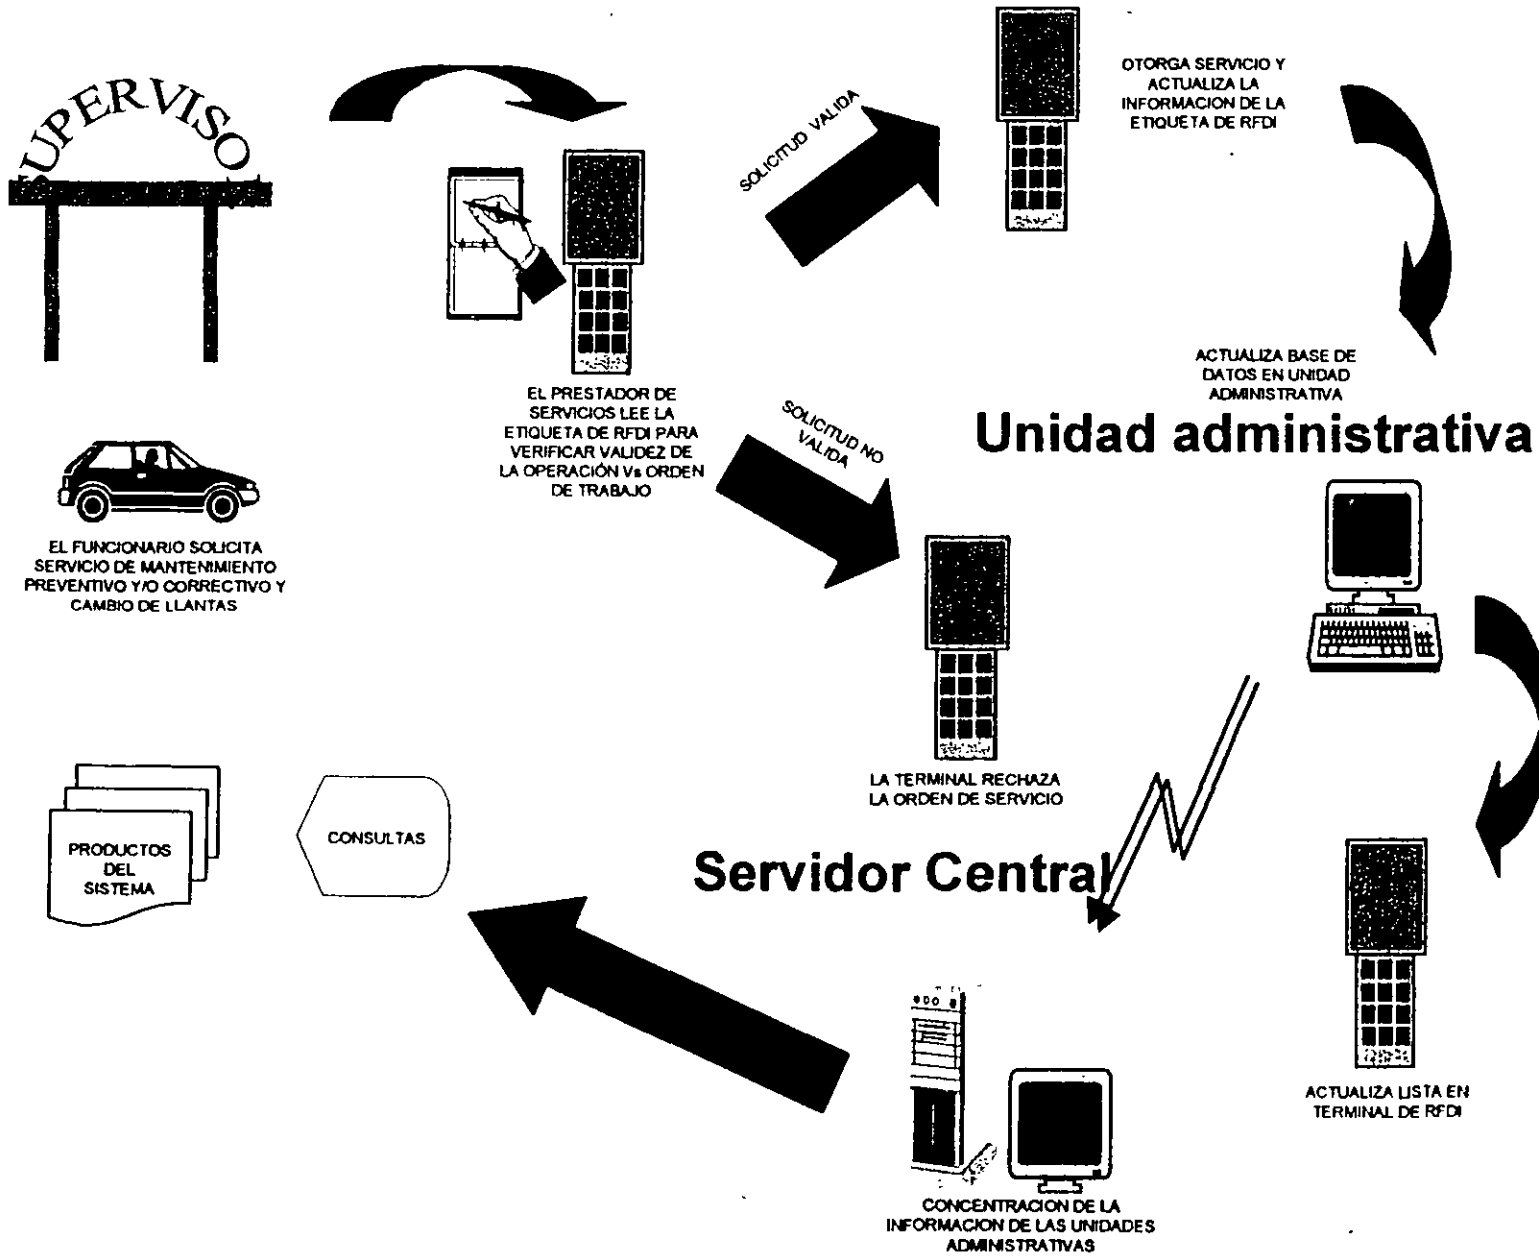 SUPERVISO
EL FUNCIONARIO SOLICITA
SERVICIO DE MANTENIMIENTO
PREVENTIVO Y/O CORRECTIVO Y
CAMBIO DE LLANTAS
EL PRESTADOR DE
SERVICIOS LEE LA
ETIQUETA DE RFDI PARA
VERIFICAR VALIDEZ DE
LA OPERACIÓN Vs ORDEN
DE TRABAJO
SOLICITUD VALIDA
OTORGA SERVICIO Y
ACTUALIZA LA
INFORMACION DE LA
ETIQUETA DE RFDI
SOLICITUD NO
VALIDA
LA TERMINAL RECHAZA
LA ORDEN DE SERVICIO
ACTUALIZA BASE DE
DATOS EN UNIDAD
ADMINISTRATIVA
Unidad administrativa
ACTUALIZA LISTA EN
TERMINAL DE RFDI
Servidor Central
CONCENTRACION DE LA
INFORMACION DE LAS UNIDADES
ADMINISTRATIVAS
CONSULTAS
PRODUCTOS
DEL
SISTEMA